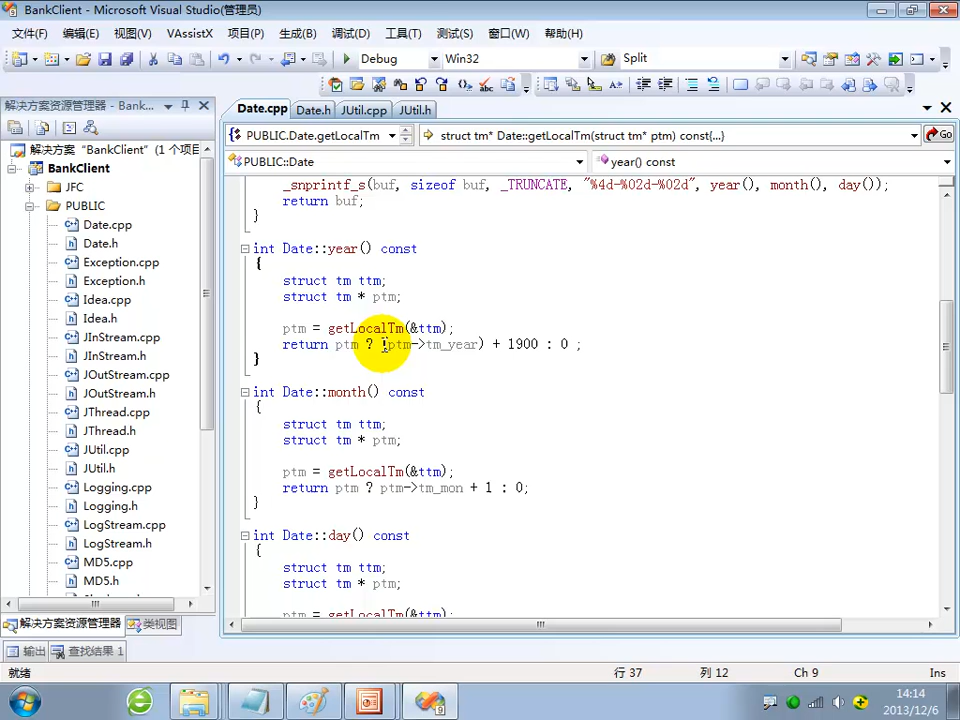 BankClient - Microsoft Visual Studio(管理员)
文件(F) 编辑(E) 视图(V) VAssistX 项目(P) 生成(B) 调试(D) 工具(T) 测试(S) 窗口(W) 帮助(H)
Debug Win32 Split
解决方案资源管理器 - Bank...
Date.cpp Date.h JUtil.cpp JUtil.h
PUBLIC.Date.getLocalTm struct tm* Date::getLocalTm(struct tm* ptm) const{...} Go
PUBLIC::Date year() const
解决方案 "BankClient" (1 个项目
BankClient
JFC
PUBLIC
Date.cpp
Date.h
Exception.cpp
Exception.h
Idea.cpp
Idea.h
JInStream.cpp
JInStream.h
JOutStream.cpp
JOutStream.h
JThread.cpp
JThread.h
JUtil.cpp
JUtil.h
Logging.cpp
Logging.h
LogStream.cpp
LogStream.h
MD5.cpp
MD5.h
_snprintf_s(buf, sizeof buf, _TRUNCATE, "%4d-%02d-%02d", year(), month(), day());
return buf;
}
int Date::year() const
{
struct tm ttm;
struct tm * ptm;
ptm = getLocalTm(&ttm);
return ptm ? (ptm->tm_year) + 1900 : 0 ;
}
int Date::month() const
{
struct tm ttm;
struct tm * ptm;
ptm = getLocalTm(&ttm);
return ptm ? ptm->tm_mon + 1 : 0;
}
int Date::day() const
{
struct tm ttm;
struct tm * ptm;
ptm = getLocalTm(&ttm);
解决方案资源管理器 类视图
输出 查找结果 1
就绪 行 37 列 12 Ch 9 Ins
14:14
2013/12/6